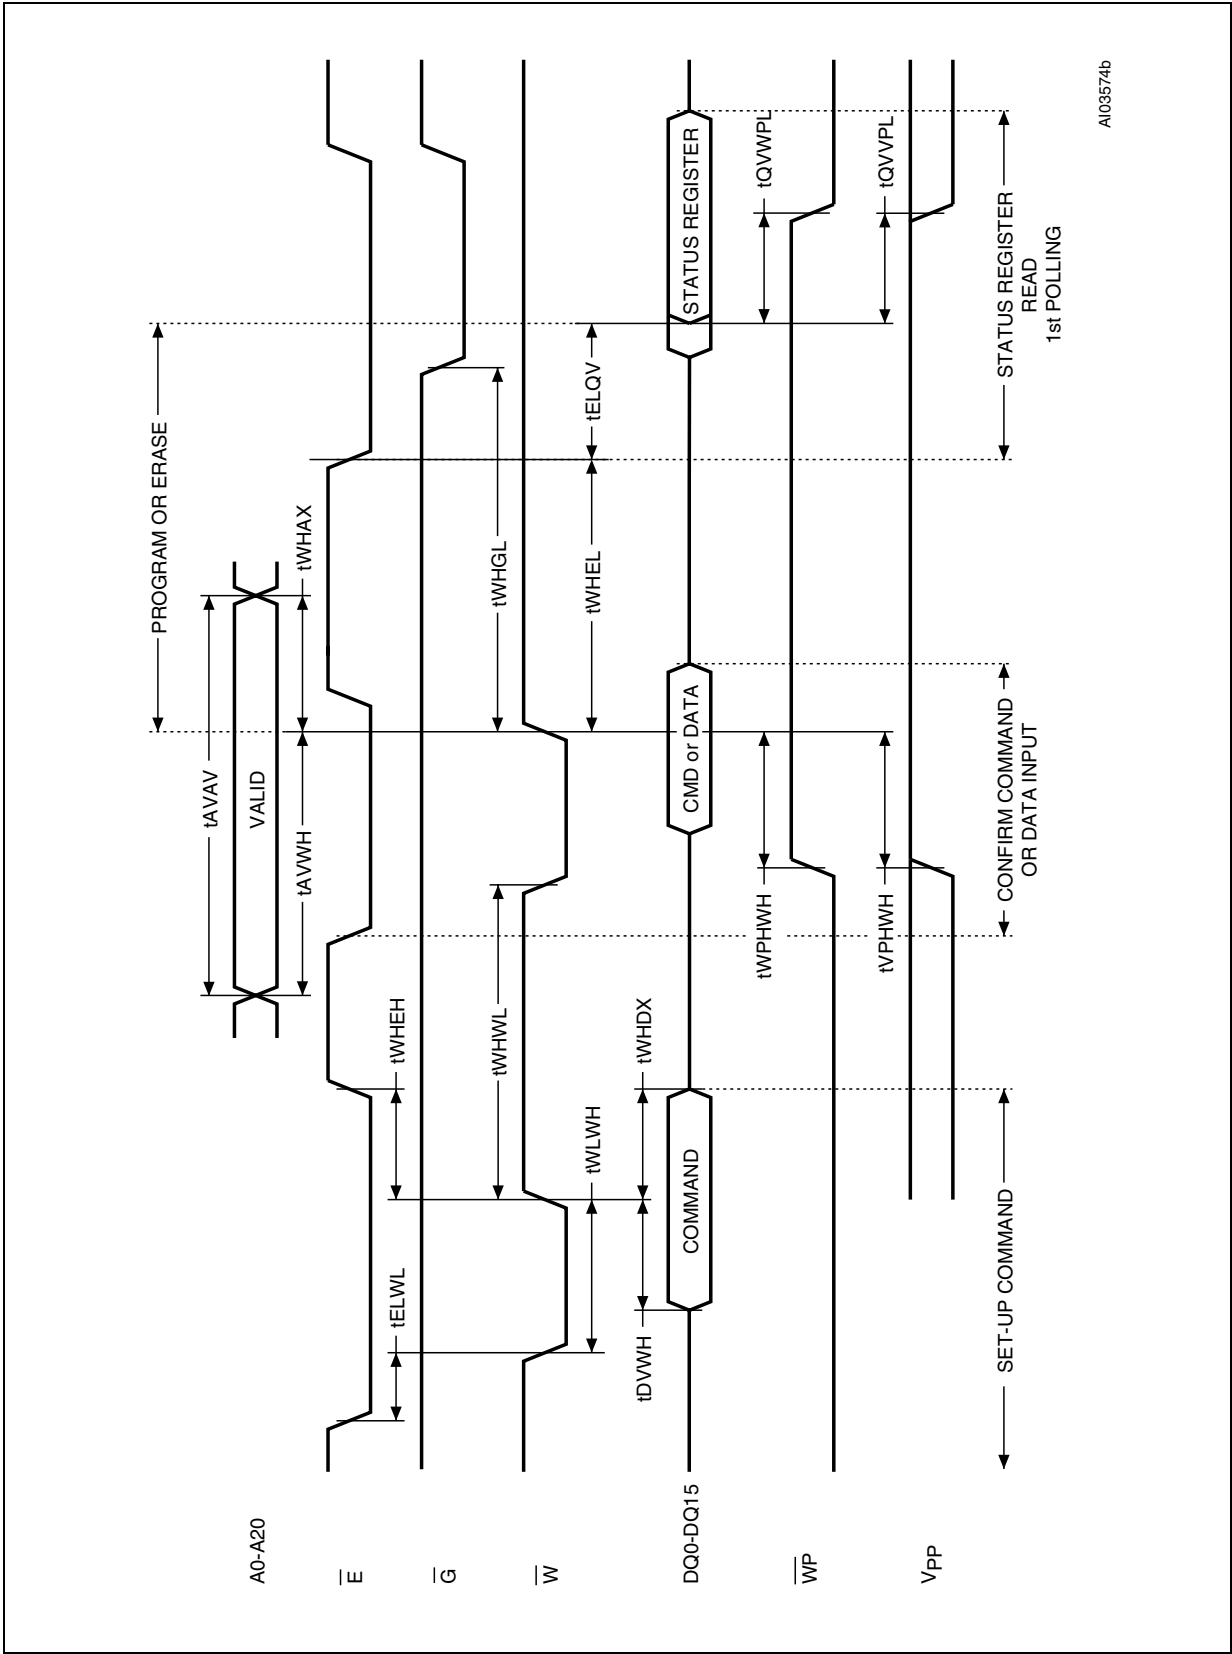 PROGRAM OR ERASE
tAVAV
A0-A20
VALID
tAVWH
tWHAX
E
tELWL
tWHEH
G
tWHWL
tWHGL
W
tWLWH
tWHEL
tELQV
tDVWH
tWHDX
DQ0-DQ15
COMMAND
CMD or DATA
STATUS REGISTER
tWPHWH
tQVWPL
WP
tVPHWH
tQVVPL
VPP
SET-UP COMMAND
CONFIRM COMMAND
OR DATA INPUT
STATUS REGISTER
READ
1st POLLING
AI03574b